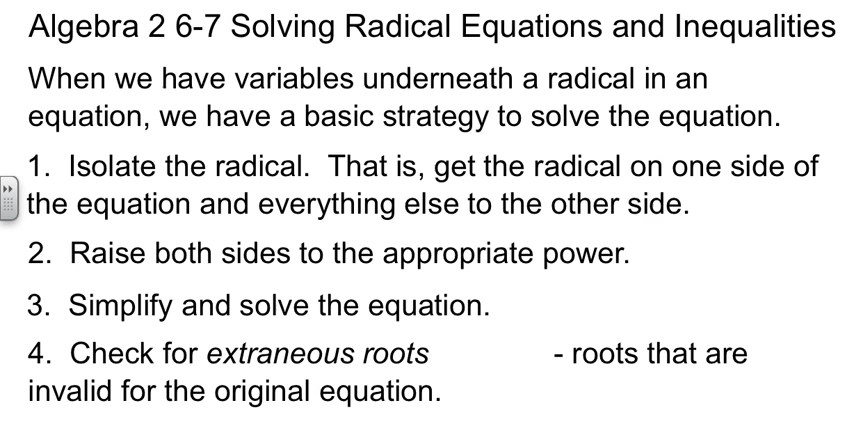 Algebra 2 6-7 Solving Radical Equations and Inequalities
When we have variables underneath a radical in an
equation, we have a basic strategy to solve the equation.
1. Isolate the radical. That is, get the radical on one side of
the equation and everything else to the other side.
2. Raise both sides to the appropriate power.
3. Simplify and solve the equation.
4. Check for extraneous roots - roots that are
invalid for the original equation.